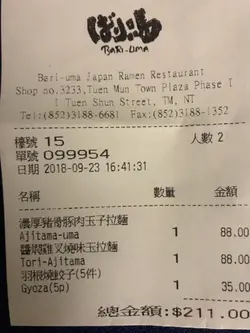 ばり馬
BARI-UMA
Bari-uma Japan Ramen Restaurant
Shop no.3233,Tuen Mun Town Plaza Phase I
1 Tuen Shun Street, TM, NT
Tel:(852)3188-6681 Fax:(852)3188-1352
檯號 15 人數 2
單號 099954
日期 2018-09-23 16:41:31
名稱 數量 金額
濃厚豬骨豚肉玉子拉麵
Ajitama-uma 1 88.00
醬漿雞叉燒味玉拉麵
Tori-Ajitama 1 88.00
羽根燒餃子(5件)
Gyoza(5p) 1 35.00
總金額:$211.00